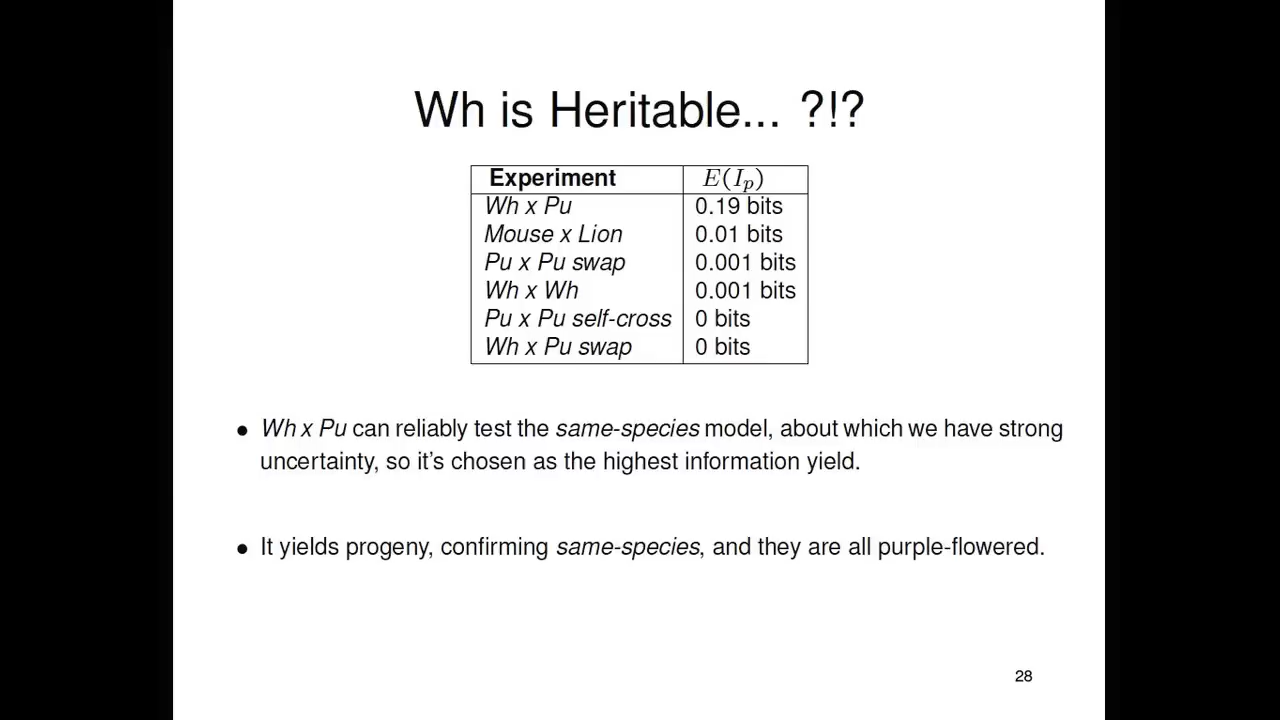 Wh is Heritable... ?!?
Experiment E(Ip)
Wh x Pu 0.19 bits
Mouse x Lion 0.01 bits
Pu x Pu swap 0.001 bits
Wh x Wh 0.001 bits
Pu x Pu self-cross 0 bits
Wh x Pu swap 0 bits
• Wh x Pu can reliably test the same-species model, about which we have strong
uncertainty, so it's chosen as the highest information yield.
• It yields progeny, confirming same-species, and they are all purple-flowered.
28